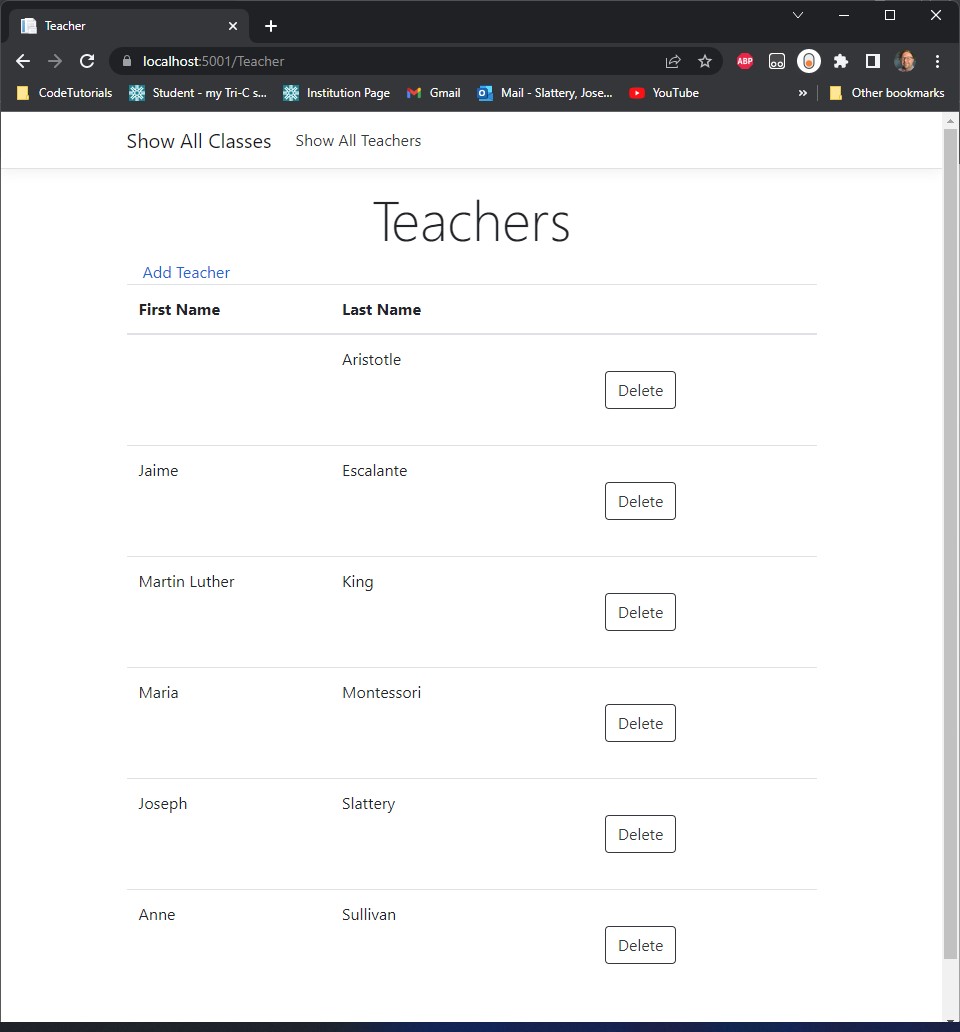 Teacher
localhost:5001/Teacher
ABP
CodeTutorials Student - my Tri-C s... Institution Page Gmail Mail - Slattery, Jose... YouTube » Other bookmarks
Show All Classes Show All Teachers
Teachers
Add Teacher
First Name Last Name
Aristotle
Delete
Jaime Escalante
Delete
Martin Luther King
Delete
Maria Montessori
Delete
Joseph Slattery
Delete
Anne Sullivan
Delete